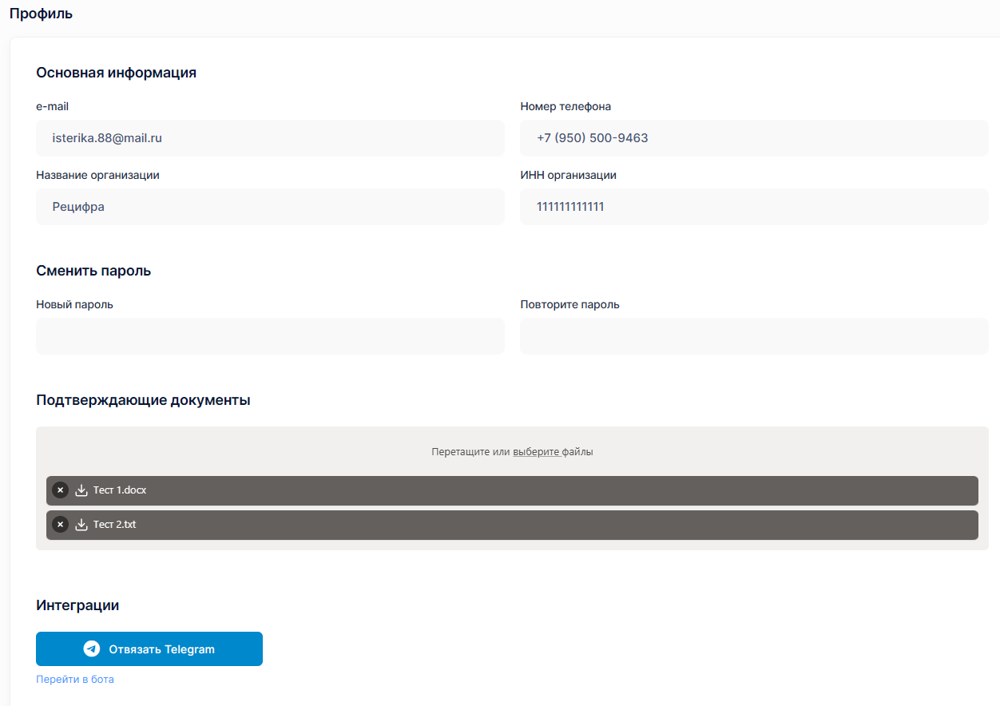 Профиль
Основная информация
e-mail
Номер телефона
isterika.88@mail.ru
+7 (950) 500-9463
Название организации
ИНН организации
Рецифра
111111111111
Сменить пароль
Новый пароль
Повторите пароль
Подтверждающие документы
Перетащите или выберите файлы
Тест 1.docx
Тест 2.txt
Интеграции
Отвязать Telegram
Перейти в бота